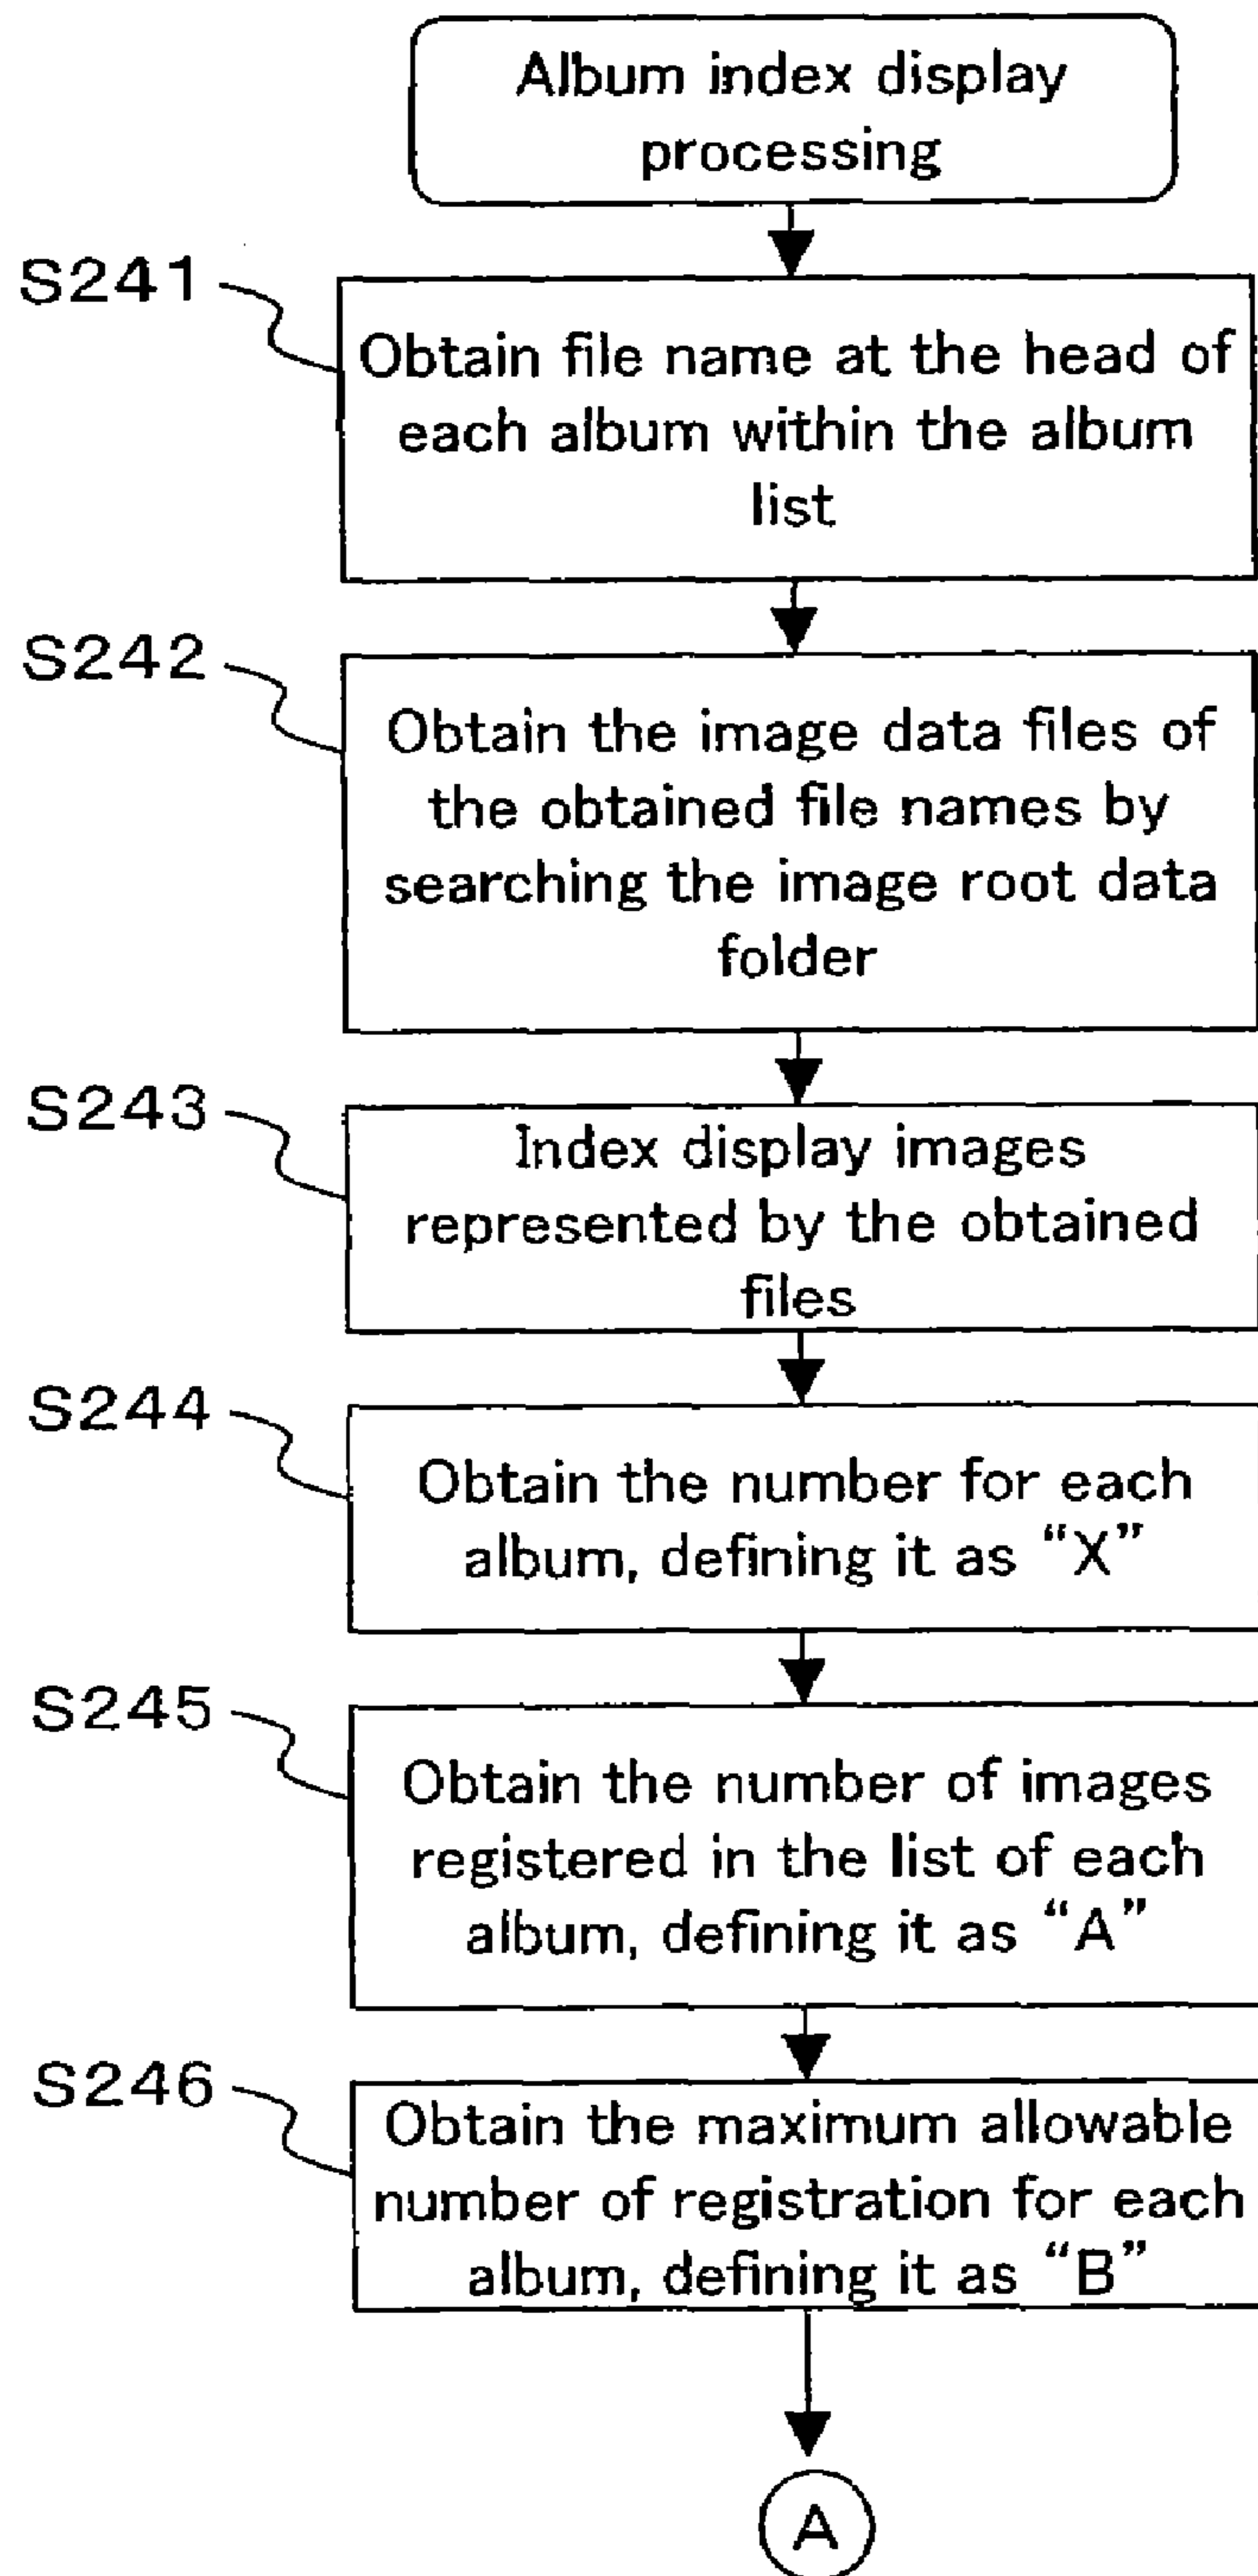 Album index display
processing
S241
Obtain file name at the head of
each album within the album
list
S242
Obtain the image data files of
the obtained file names by
searching the image root data
folder
S243
Index display images
represented by the obtained
files
S244
Obtain the number for each
album, defining it as “X”
S245
Obtain the number of images
registered in the list of each
album, defining it as “A”
S246
Obtain the maximum allowable
number of registration for each
album, defining it as “B”
A